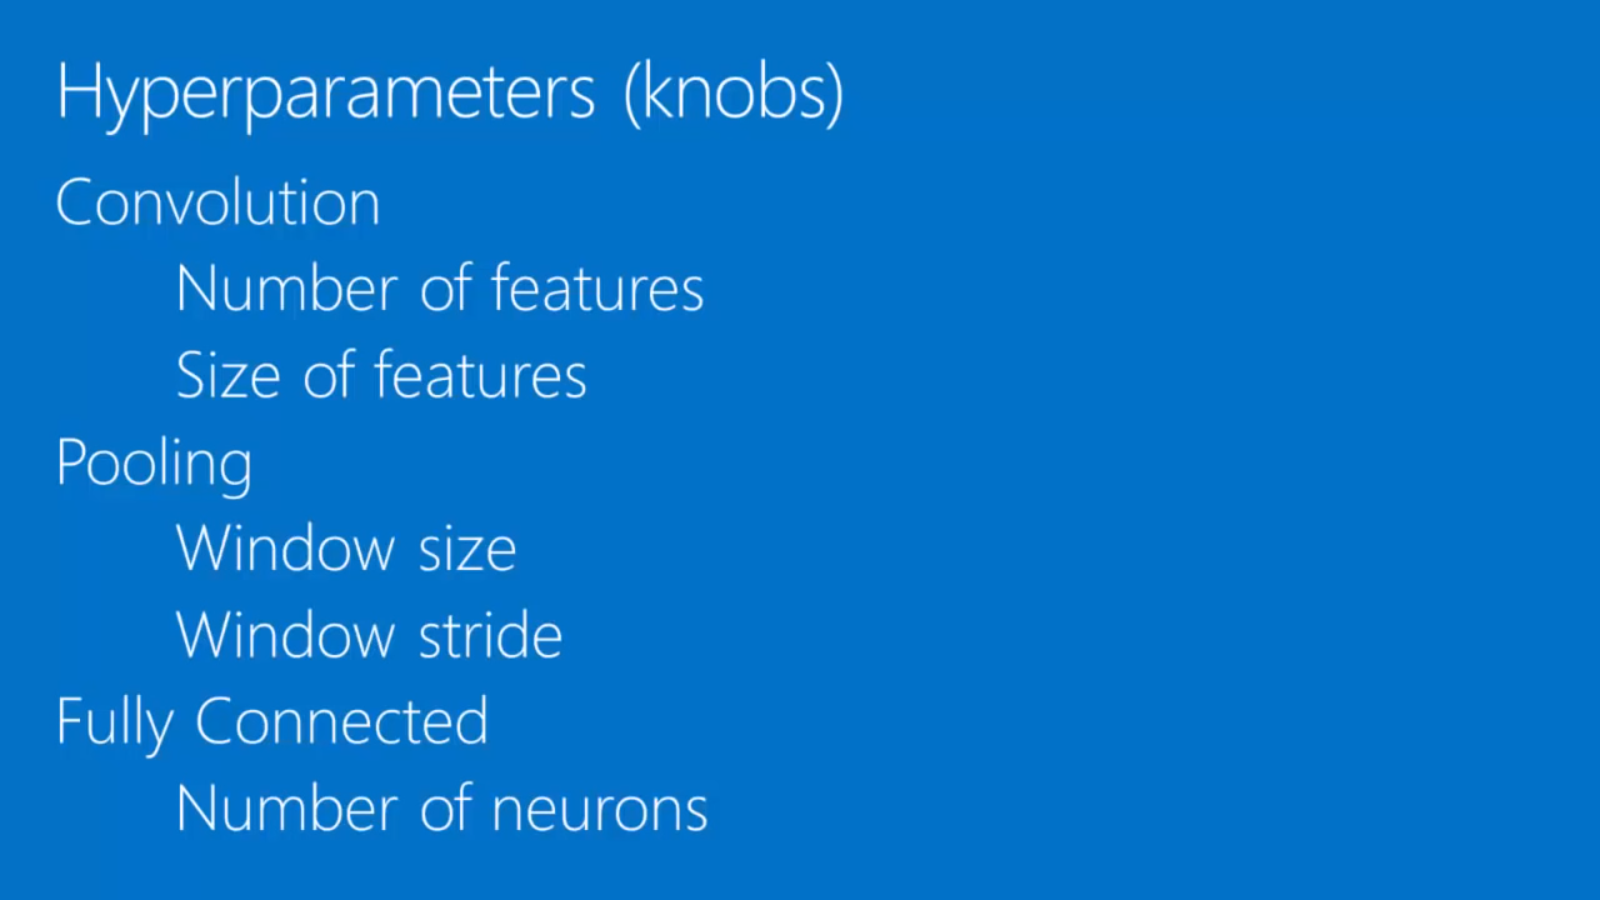 Hyperparameters (knobs)
Convolution
Number of features
Size of features
Pooling
Window size
Window stride
Fully Connected
Number of neurons